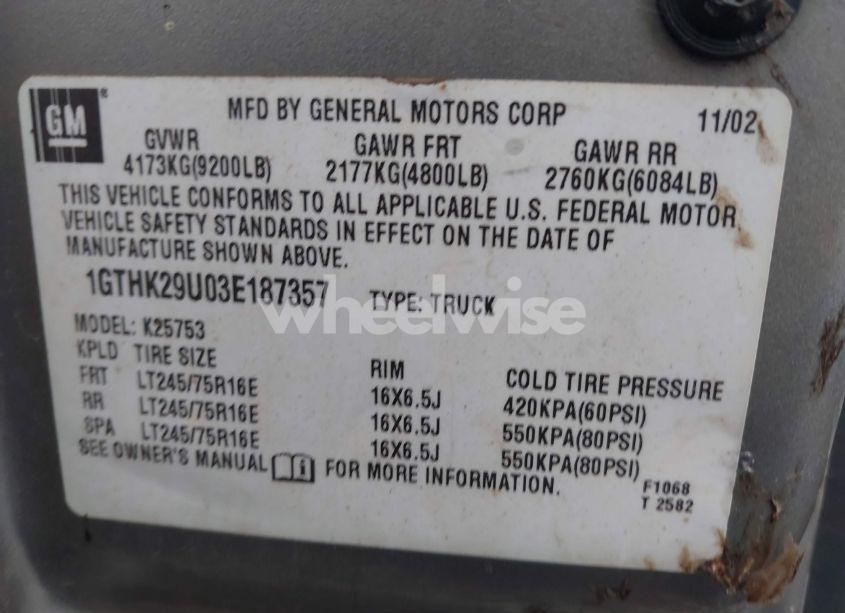 GM
MFD BY GENERAL MOTORS CORP 11/02
GVWR GAWR FRT GAWR RR
4173KG(9200LB) 2177KG(4800LB) 2760KG(6084LB)
THIS VEHICLE CONFORMS TO ALL APPLICABLE U.S. FEDERAL MOTOR
VEHICLE SAFETY STANDARDS IN EFFECT ON THE DATE OF
MANUFACTURE SHOWN ABOVE.
1GTHK29U03E187357 TYPE: TRUCK
wheelwise
MODEL: K25753
KPLD TIRE SIZE RIM COLD TIRE PRESSURE
FRT LT245/75R16E 16X6.5J 420KPA(60PSI)
RR LT245/75R16E 16X6.5J 550KPA(80PSI)
SPA LT245/75R16E 16X6.5J 550KPA(80PSI)
SEE OWNER'S MANUAL FOR MORE INFORMATION.
F1068
T 2582